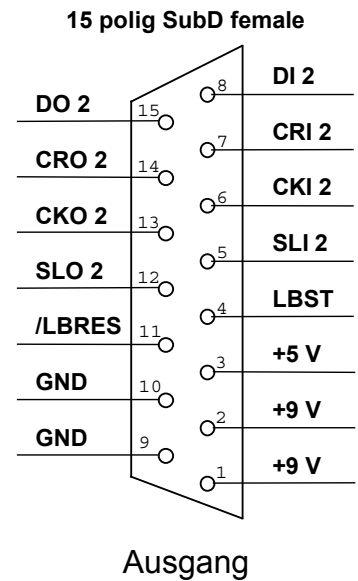 15 polig SubD female
8 DI 2
DO 2 15
7 CRI 2
CRO 2 14
6 CKI 2
CKO 2 13
5 SLI 2
SLO 2 12
4 LBST
/LBRES 11
3 +5 V
GND 10
2 +9 V
GND 9
1 +9 V
Ausgang